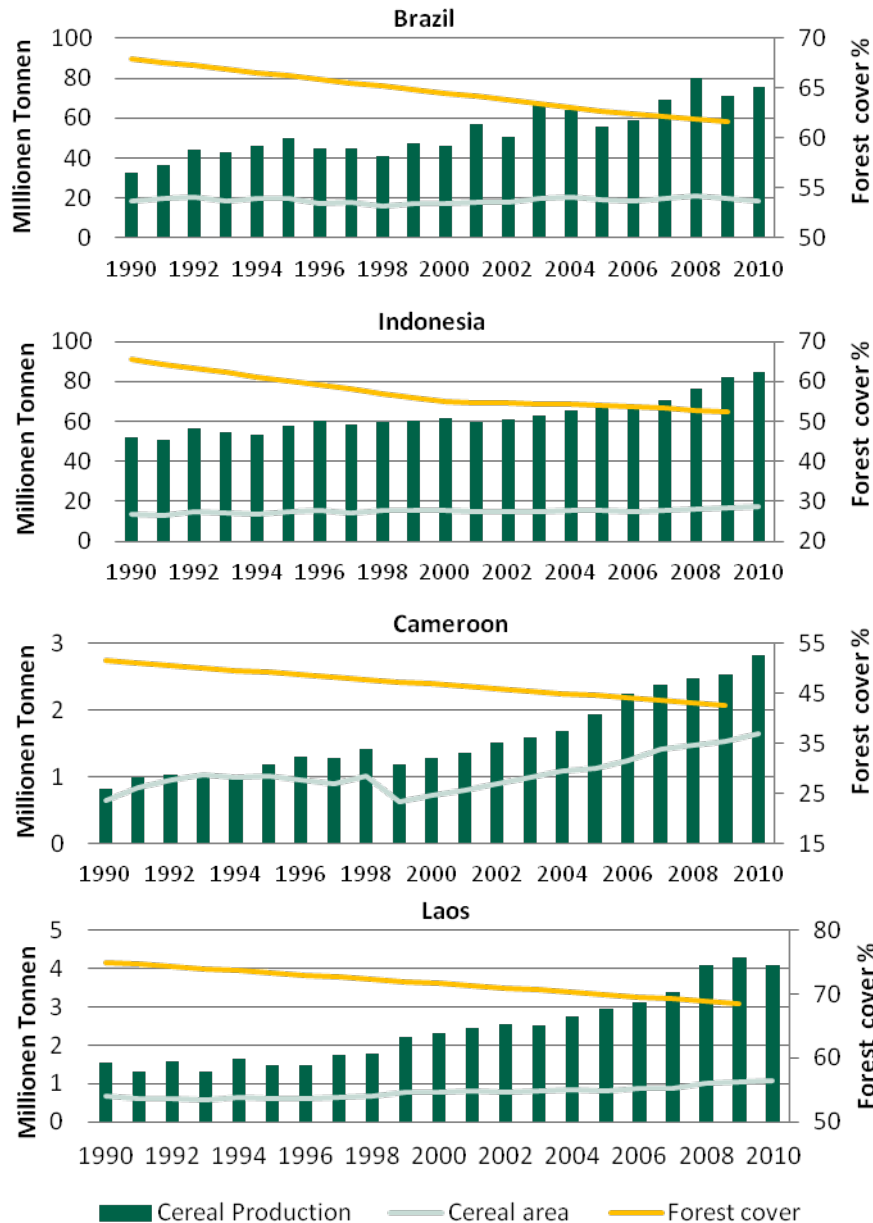 Brazil
Millionen Tonnen
100
80
60
40
20
0
70
65
60
55
50
Forest cover %
1990 1992 1994 1996 1998 2000 2002 2004 2006 2008 2010
Indonesia
Millionen Tonnen
100
80
60
40
20
0
70
60
50
40
30
20
Forest cover %
1990 1992 1994 1996 1998 2000 2002 2004 2006 2008 2010
Cameroon
Millionen Tonnen
3
2
1
0
55
45
35
25
15
Forest cover %
1990 1992 1994 1996 1998 2000 2002 2004 2006 2008 2010
Laos
Millionen Tonnen
5
4
3
2
1
0
80
70
60
50
Forest cover %
1990 1992 1994 1996 1998 2000 2002 2004 2006 2008 2010
Cereal Production Cereal area Forest cover